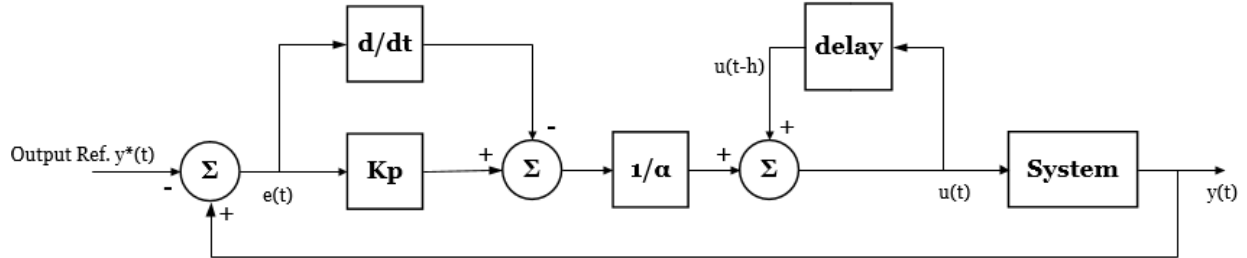 d/dt
delay
u(t-h)
-
+
Output Ref. y*(t)
-
Σ
+
e(t)
Kp
+
Σ
1/α
+
Σ
u(t)
System
y(t)